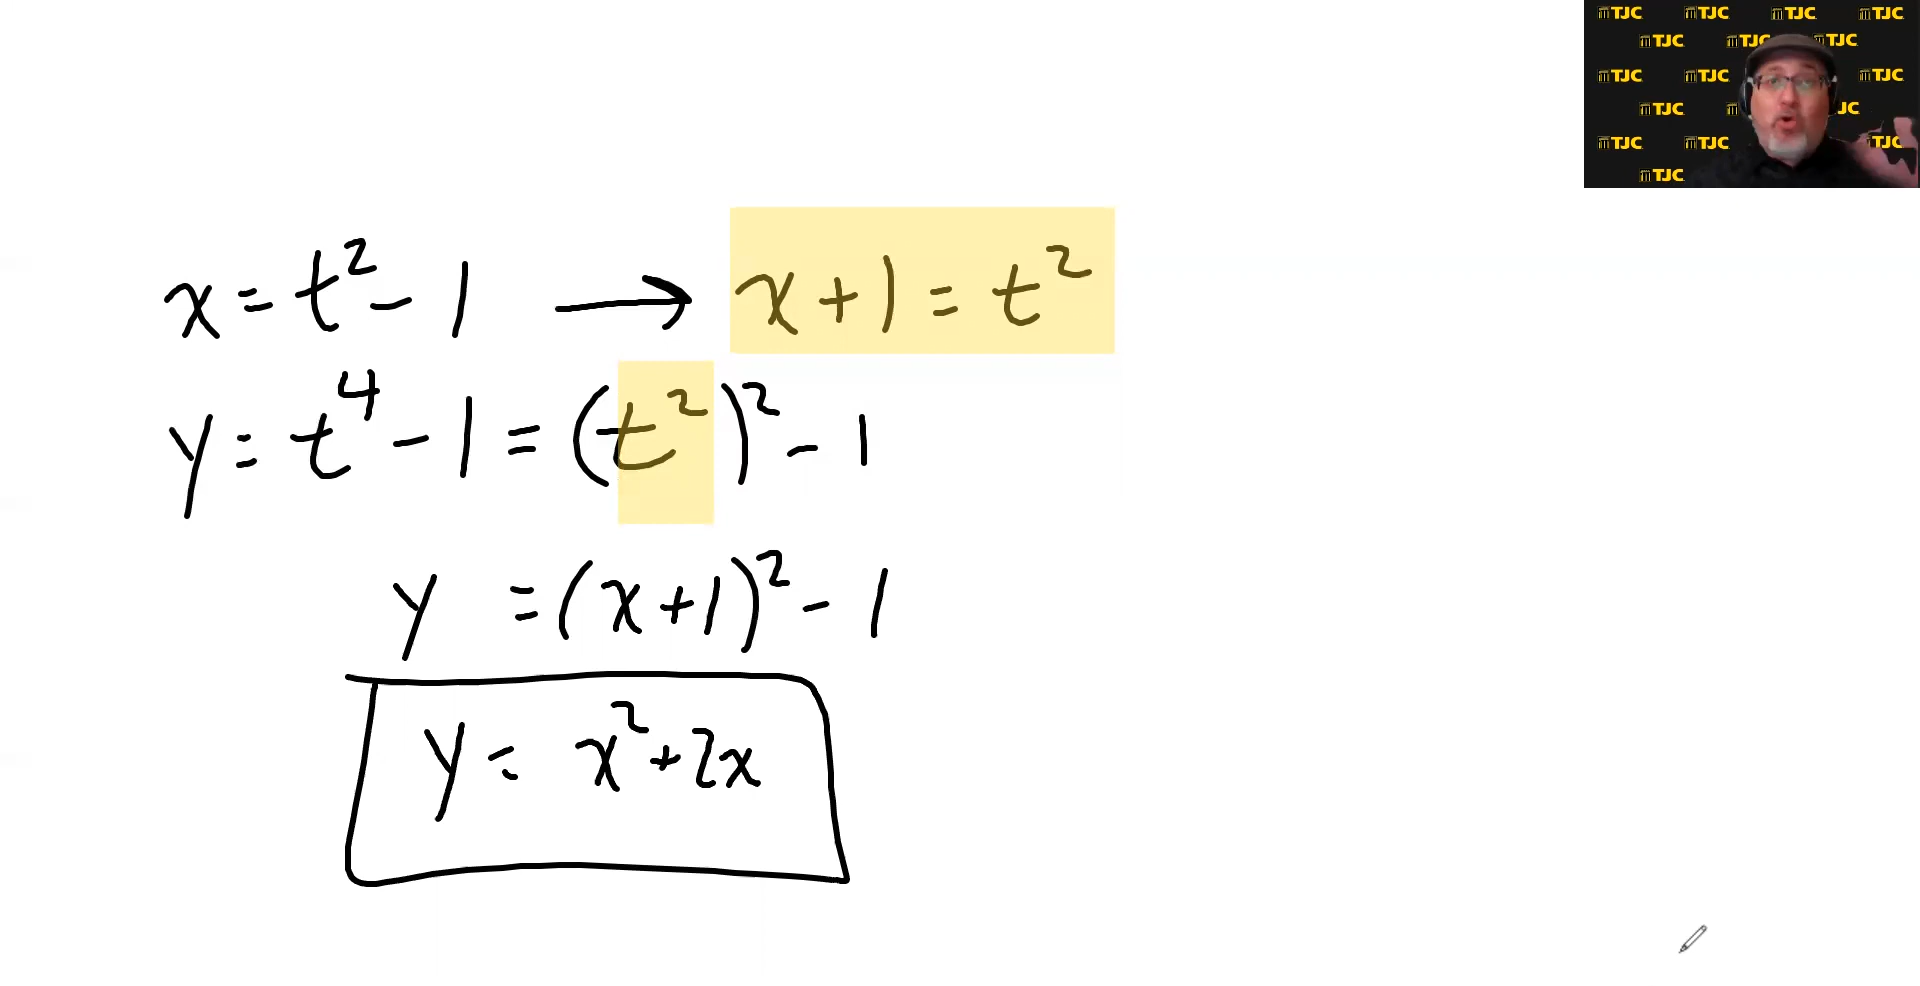 TJC TJC TJC TJC
TJC TJC TJC
TJC TJC TJC
TJC JC
TJC TJC TJC
TJC
x = t² - 1 → x + 1 = t²
y = t⁴ - 1 = (t²)² - 1
y = (x + 1)² - 1
y = x² + 2x